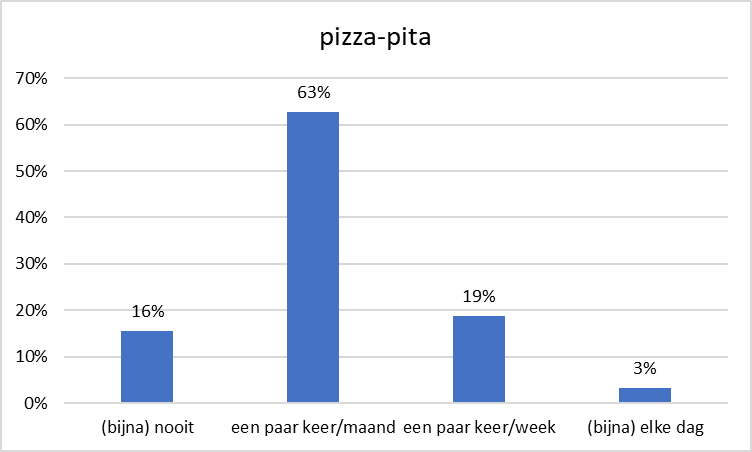 pizza-pita
70%
60%
50%
40%
30%
20%
10%
0%
16%
63%
19%
3%
(bijna) nooit
een paar keer/maand
een paar keer/week
(bijna) elke dag